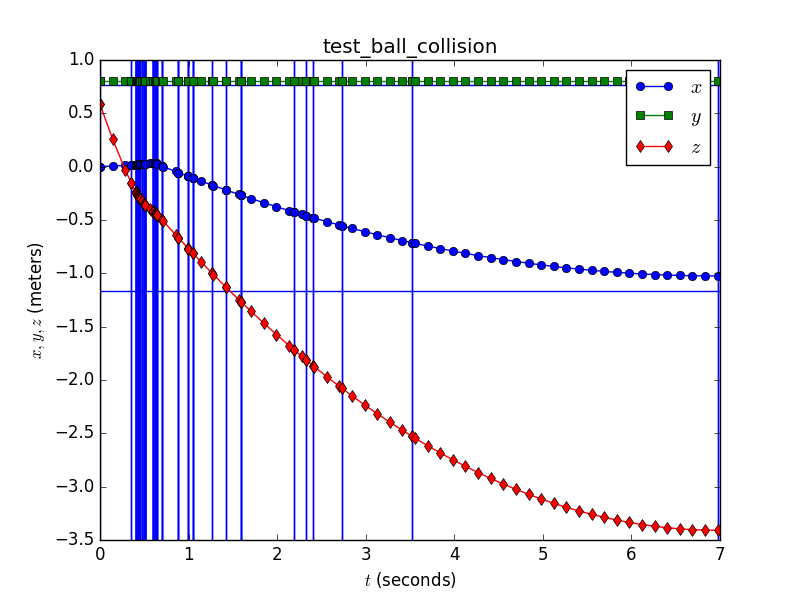 test_ball_collision
x
y
z
1.0
0.5
0.0
−0.5
−1.0
−1.5
−2.0
−2.5
−3.0
−3.5
x, y, z (meters)
0 1 2 3 4 5 6 7
t (seconds)